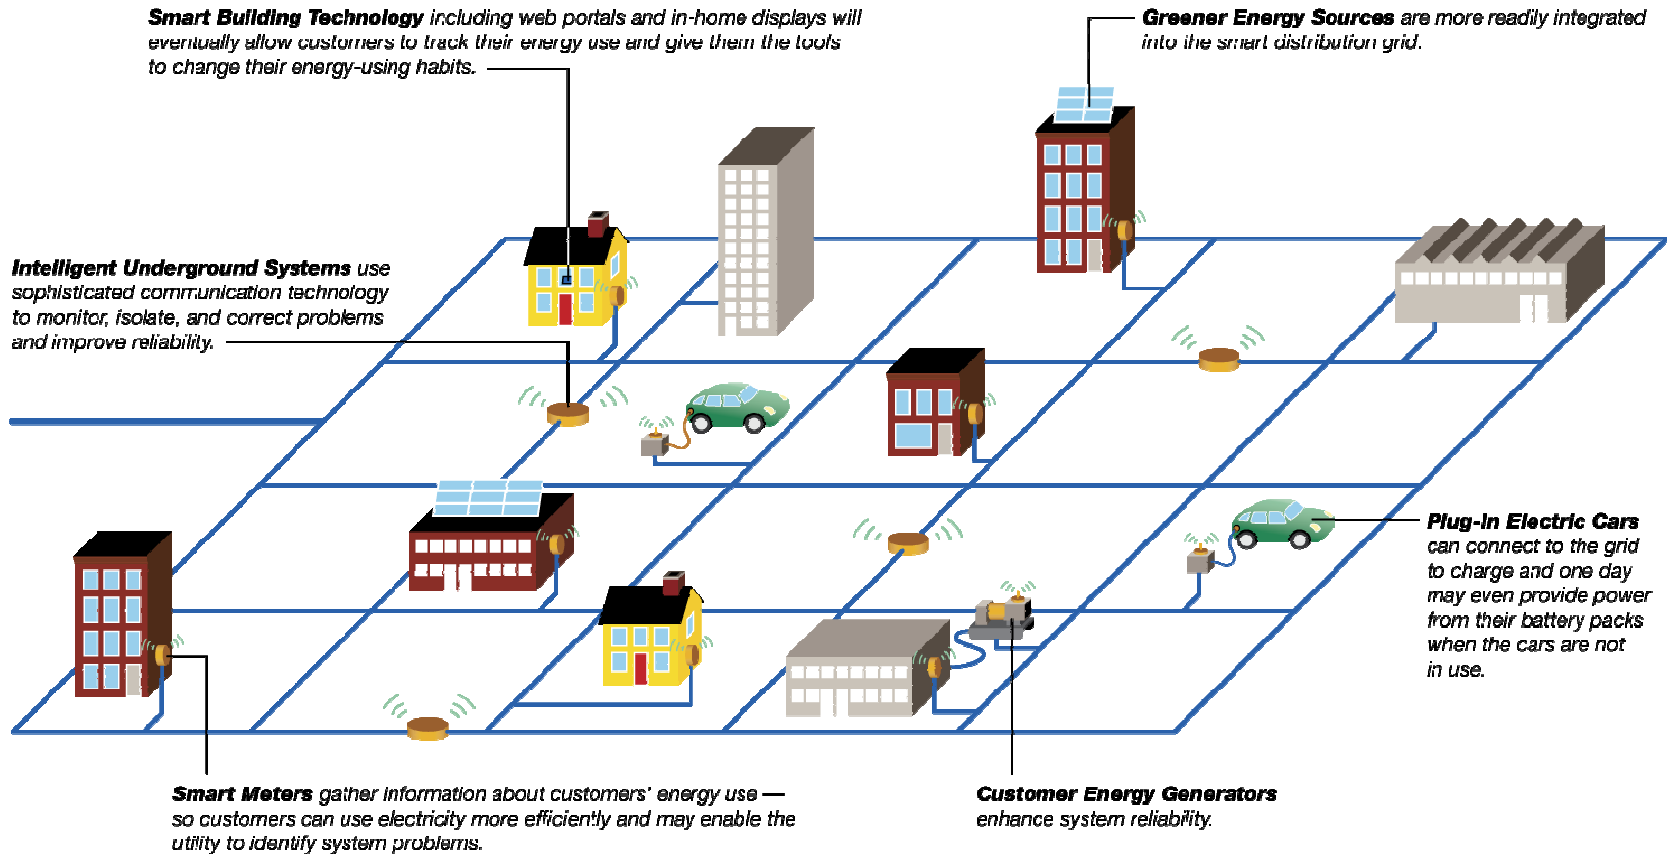 Smart Building Technology including web portals and in-home displays will
eventually allow customers to track their energy use and give them the tools
to change their energy-using habits.
Greener Energy Sources are more readily integrated
into the smart distribution grid.
Intelligent Underground Systems use
sophisticated communication technology
to monitor, isolate, and correct problems
and improve reliability.
Plug-In Electric Cars
can connect to the grid
to charge and one day
may even provide power
from their battery packs
when the cars are not
in use.
Smart Meters gather information about customers' energy use —
so customers can use electricity more efficiently and may enable the
utility to identify system problems.
Customer Energy Generators
enhance system reliability.